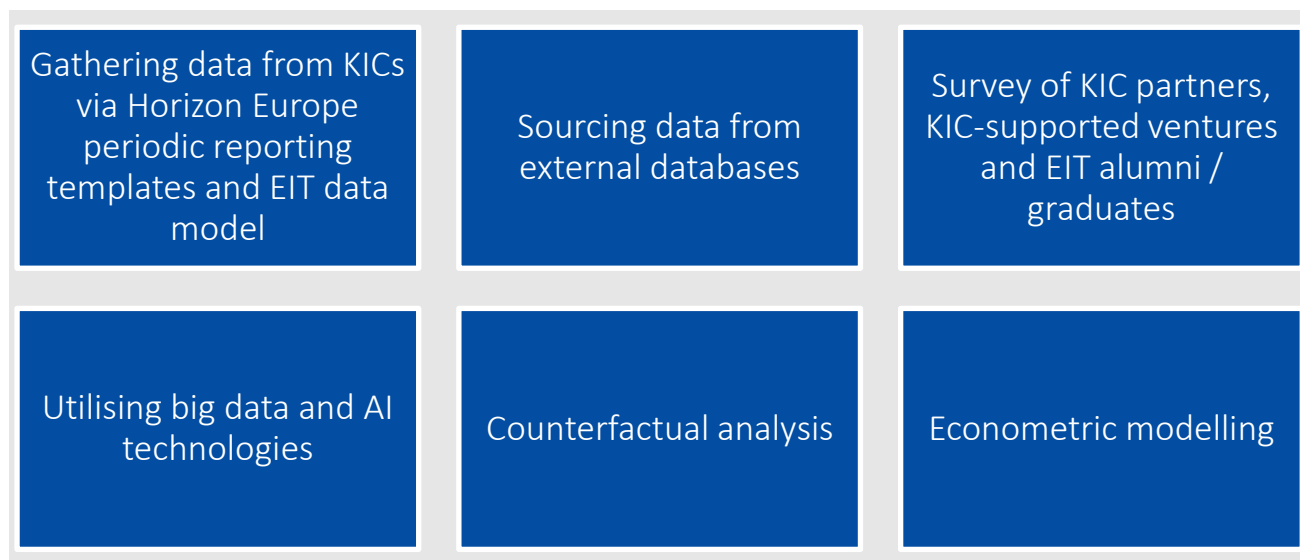 Gathering data from KICs
via Horizon Europe
periodic reporting
templates and EIT data
model
Sourcing data from
external databases
Survey of KIC partners,
KIC-supported ventures
and EIT alumni /
graduates
Utilising big data and AI
technologies
Counterfactual analysis
Econometric modelling